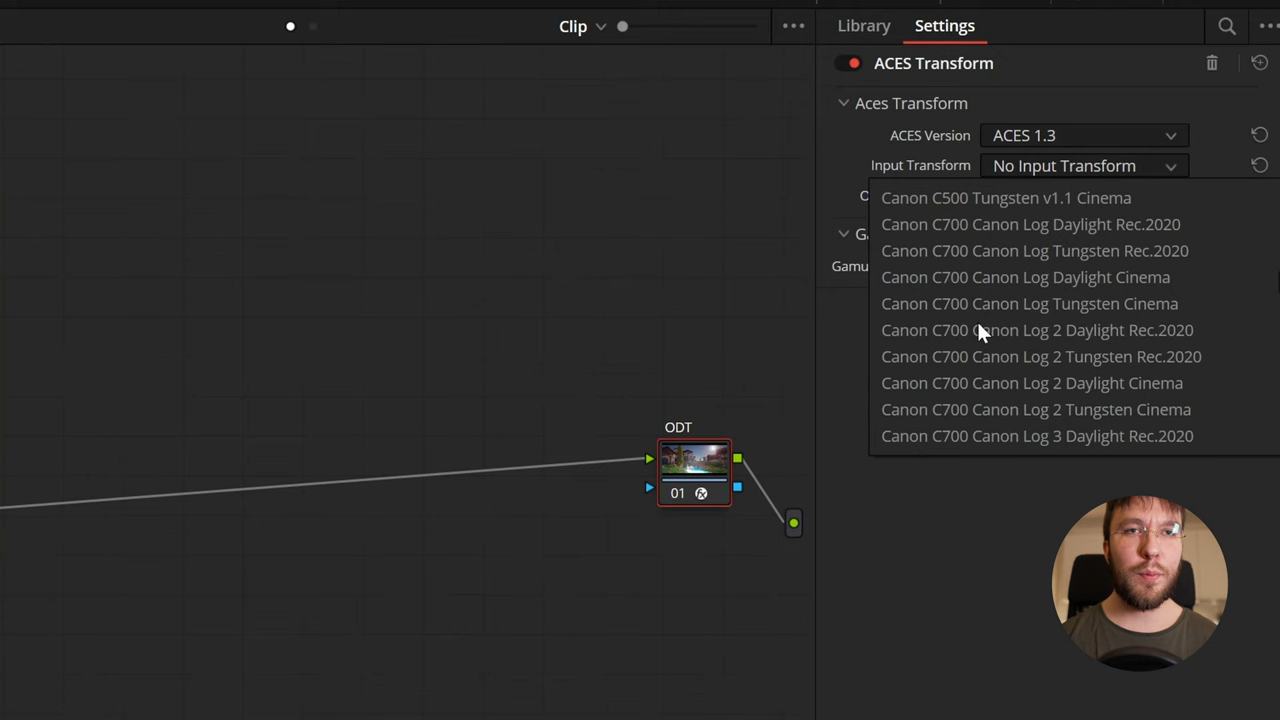 Clip
Library
Settings
ACES Transform
Aces Transform
ACES Version
ACES 1.3
Input Transform
No Input Transform
O
Canon C500 Tungsten v1.1 Cinema
Canon C700 Canon Log Daylight Rec.2020
Ga
Canon C700 Canon Log Tungsten Rec.2020
Gamu
Canon C700 Canon Log Daylight Cinema
Canon C700 Canon Log Tungsten Cinema
Canon C700 Canon Log 2 Daylight Rec.2020
Canon C700 Canon Log 2 Tungsten Rec.2020
Canon C700 Canon Log 2 Daylight Cinema
Canon C700 Canon Log 2 Tungsten Cinema
Canon C700 Canon Log 3 Daylight Rec.2020
ODT
01